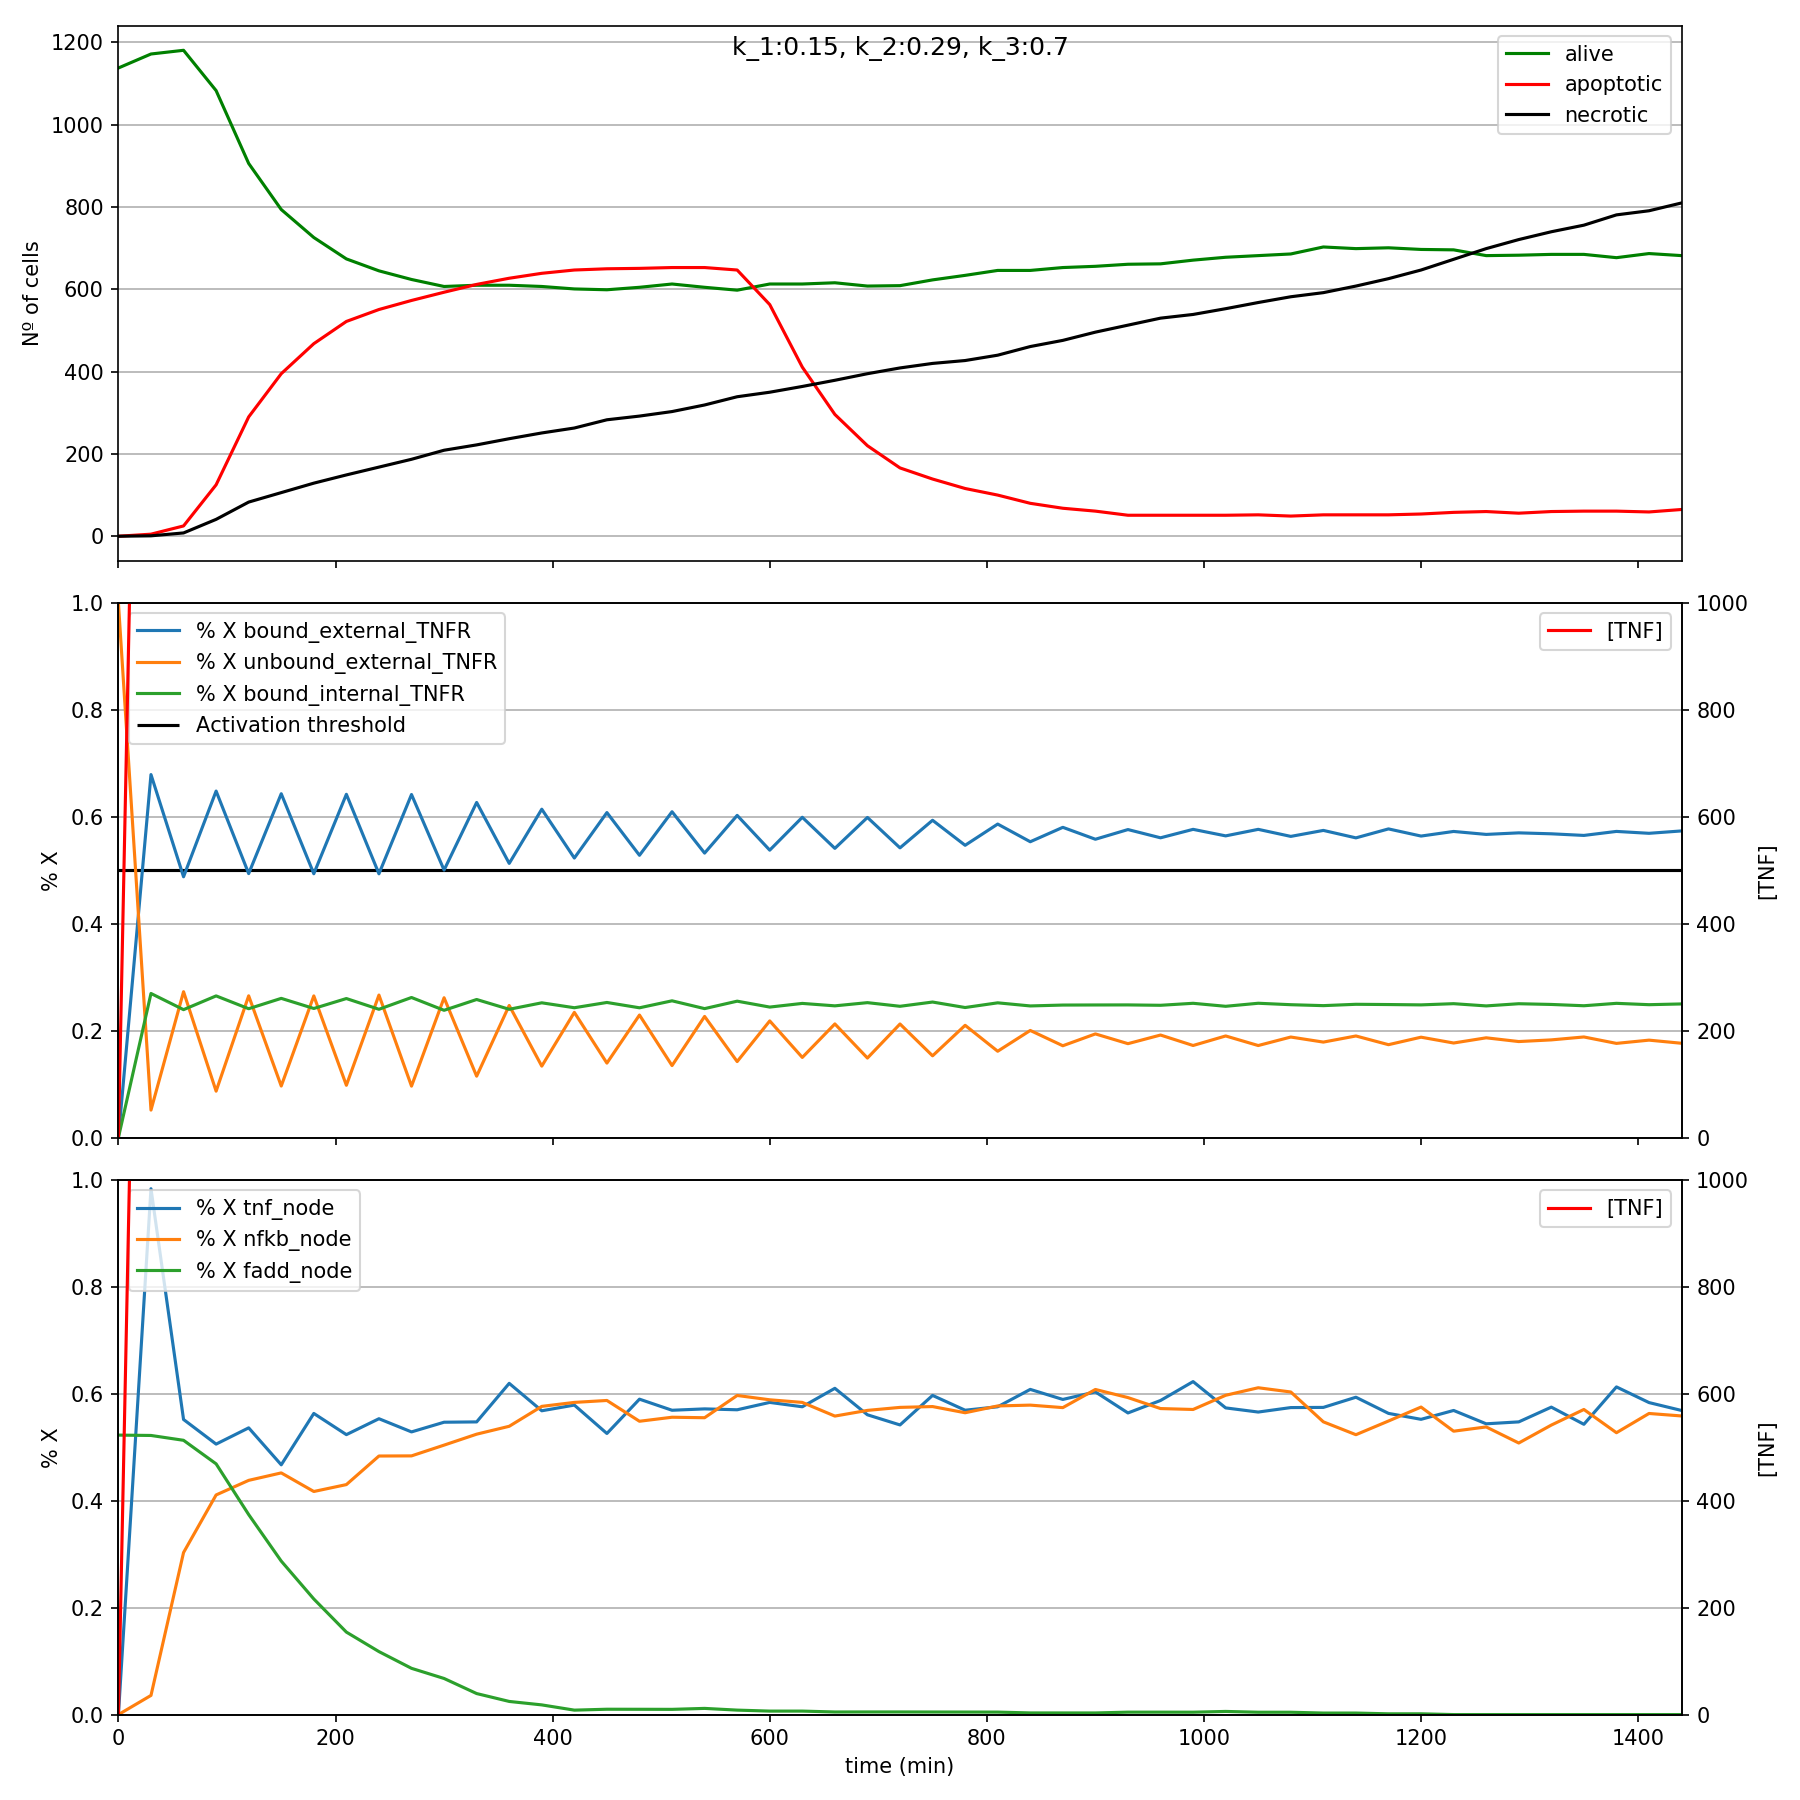 k_1:0.15, k_2:0.29, k_3:0.7
alive
apoptotic
necrotic
1200
1000
800
600
400
200
0
Nº of cells
% X bound_external_TNFR
% X unbound_external_TNFR
% X bound_internal_TNFR
Activation threshold
[TNF]
1.0
0.8
0.6
0.4
0.2
0.0
% X
1000
800
600
400
200
0
[TNF]
% X tnf_node
% X nfkb_node
% X fadd_node
[TNF]
1.0
0.8
0.6
0.4
0.2
0.0
% X
1000
800
600
400
200
0
[TNF]
0 200 400 600 800 1000 1200 1400
time (min)